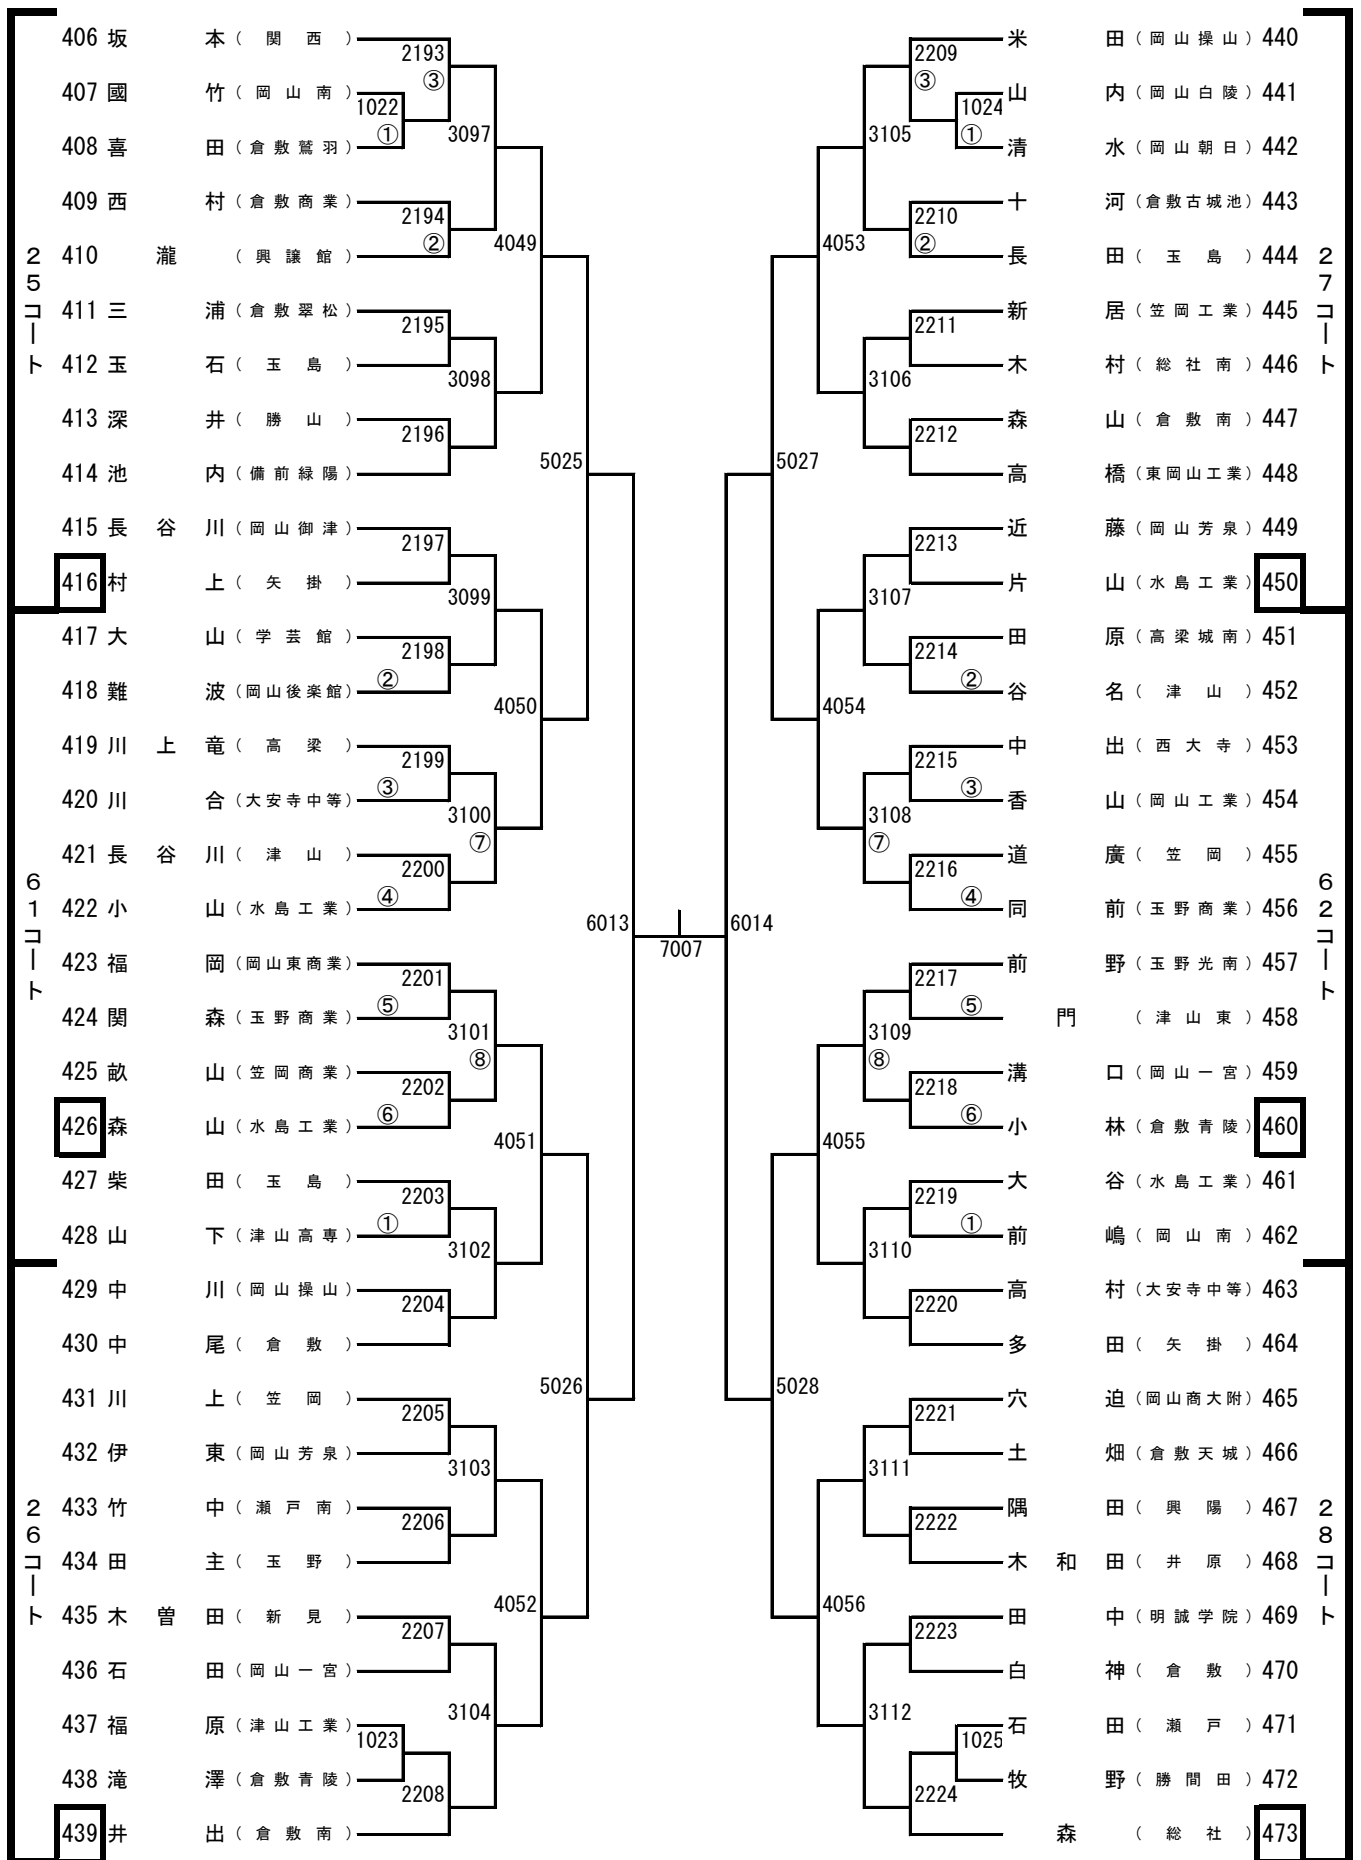 25コート
406 坂本 （関西）
407 國竹 （岡山南）
408 喜田 （倉敷鷲羽）
409 西村 （倉敷商業）
410 瀧 （興譲館）
411 三浦 （倉敷翠松）
412 玉石 （玉島）
413 深井 （勝山）
414 池内 （備前緑陽）
415 長谷川 （岡山御津）
416 村上 （矢掛）
61コート
417 大山 （学芸館）
418 難波 （岡山後楽館）
419 川上竜 （高梁）
420 川合 （大安寺中等）
421 長谷川 （津山）
422 小山 （水島工業）
423 福岡 （岡山東商業）
424 関森 （玉野商業）
425 畝山 （笠岡商業）
426 森山 （水島工業）
427 柴田 （玉島）
428 山下 （津山高専）
26コート
429 中川 （岡山操山）
430 中尾 （倉敷）
431 川上 （笠岡）
432 伊東 （岡山芳泉）
433 竹中 （瀬戸南）
434 田主 （玉野）
435 木曽田 （新見）
436 石田 （岡山一宮）
437 福原 （津山工業）
438 滝澤 （倉敷青陵）
439 井出 （倉敷南）
1022 ①
1023
2193 ③
2194 ②
2195
2196
2197
2198 ②
2199 ③
2200 ④
2201 ⑤
2202 ⑥
2203 ①
2204
2205
2206
2207
2208
3097
3098
3099
3100 ⑦
3101 ⑧
3102
3103
3104
4049
4050
4051
4052
5025
5026
6013
7007
6014
5027
5028
4053
4054
4055
4056
3105
3106
3107
3108 ⑦
3109 ⑧
3110
3111
3112
2209 ③
2210 ②
2211
2212
2213
2214 ②
2215 ③
2216 ④
2217 ⑤
2218 ⑥
2219 ①
2220
2221
2222
2223
2224
1024 ①
1025
27コート
米田 （岡山操山） 440
山内 （岡山白陵） 441
清水 （岡山朝日） 442
十河 （倉敷古城池） 443
長田 （玉島） 444
新居 （笠岡工業） 445
木村 （総社南） 446
森山 （倉敷南） 447
高橋 （東岡山工業） 448
近藤 （岡山芳泉） 449
片山 （水島工業） 450
62コート
田原 （高梁城南） 451
谷名 （津山） 452
中出 （西大寺） 453
香山 （岡山工業） 454
道廣 （笠岡） 455
同前 （玉野商業） 456
前野 （玉野光南） 457
門 （津山東） 458
溝口 （岡山一宮） 459
小林 （倉敷青陵） 460
大谷 （水島工業） 461
前嶋 （岡山南） 462
28コート
高村 （大安寺中等） 463
多田 （矢掛） 464
穴迫 （岡山商大附） 465
土畑 （倉敷天城） 466
隅田 （興陽） 467
木和田 （井原） 468
田中 （明誠学院） 469
白神 （倉敷） 470
石田 （瀬戸） 471
牧野 （勝間田） 472
森 （総社） 473